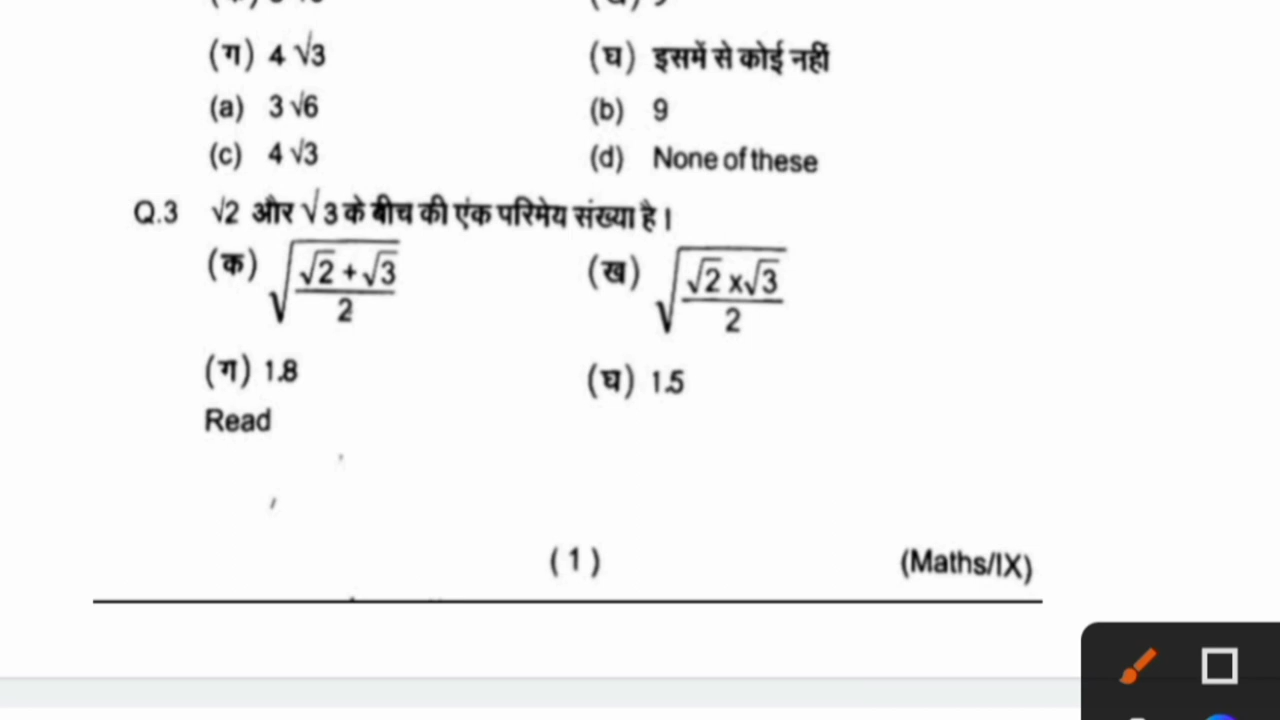 (ग) 4 √3 (घ) इसमें से कोई नहीं
(a) 3 √6 (b) 9
(c) 4 √3 (d) None of these
Q.3 √2 और √3 के बीच की एंक परिमेय संख्या है।
(क) √((√2 + √3)/2) (ख) √((√2 x √3)/2)
(ग) 1.8 (घ) 1.5
Read
( 1 ) (Maths/IX)